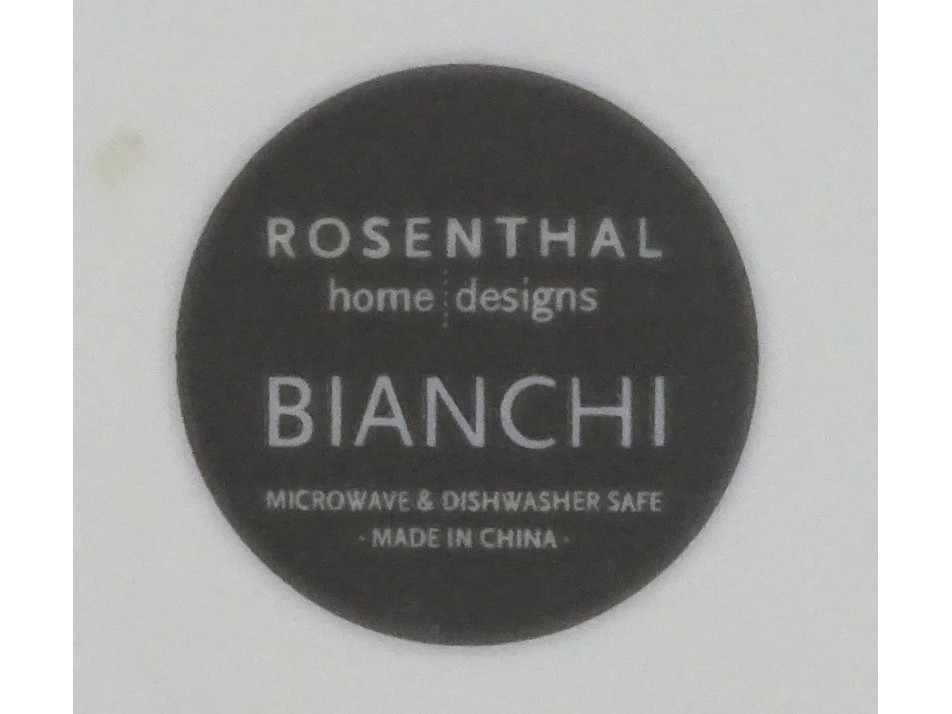 ROSENTHAL
home designs
BIANCHI
MICROWAVE & DISHWASHER SAFE
· MADE IN CHINA ·